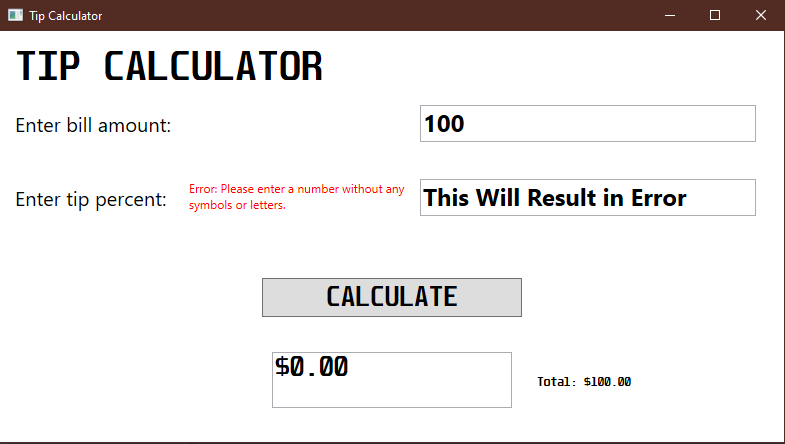 Tip Calculator
TIP CALCULATOR
Enter bill amount:
100
Enter tip percent:
Error: Please enter a number without any
symbols or letters.
This Will Result in Error
CALCULATE
$0.00
Total: $100.00